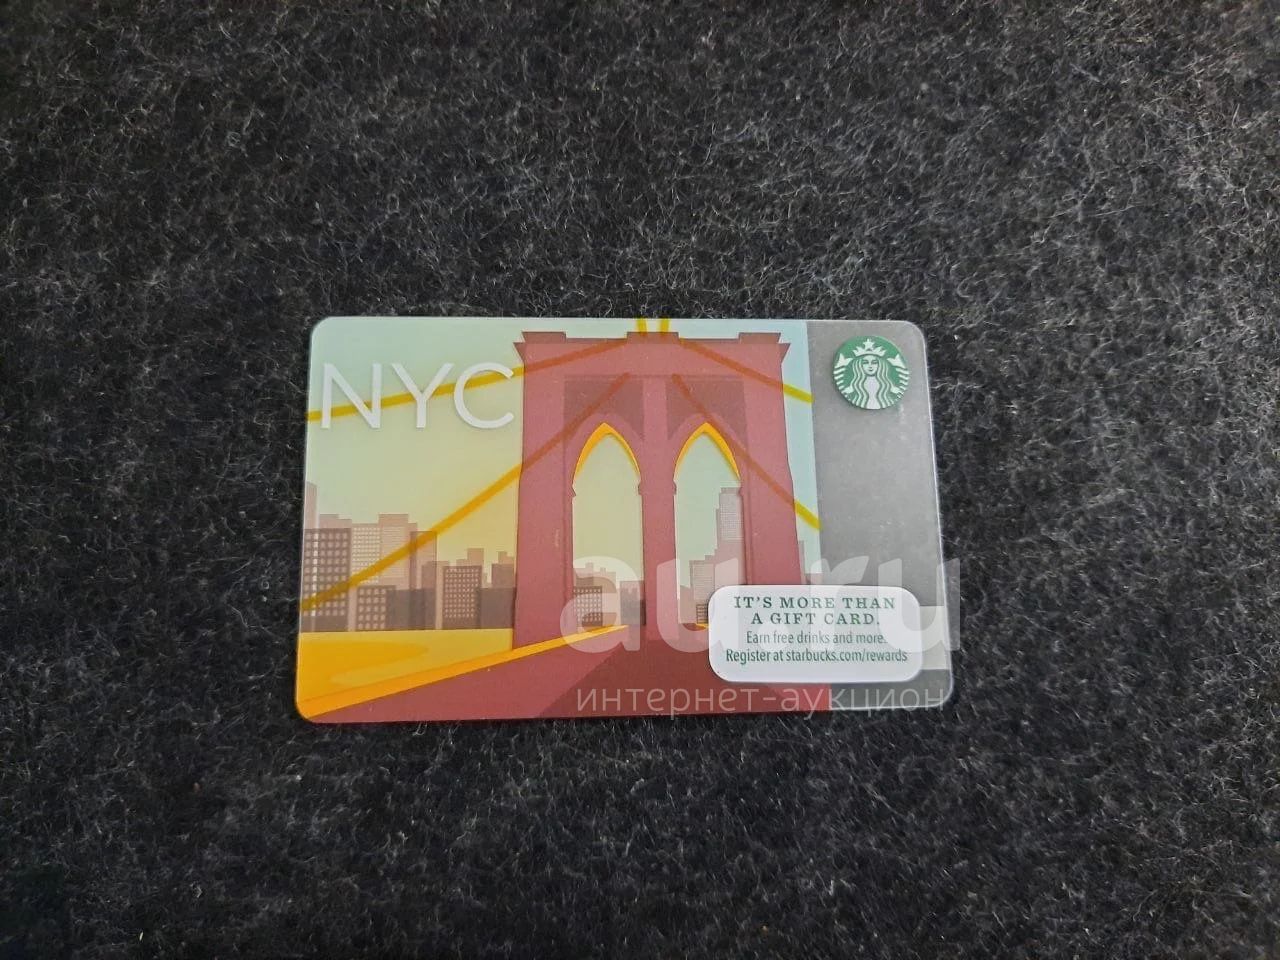 NYC
IT'S MORE THAN
A GIFT CARD.
Earn free drinks and more.
Register at starbucks.com/rewards
au.ru
интернет-аукцион